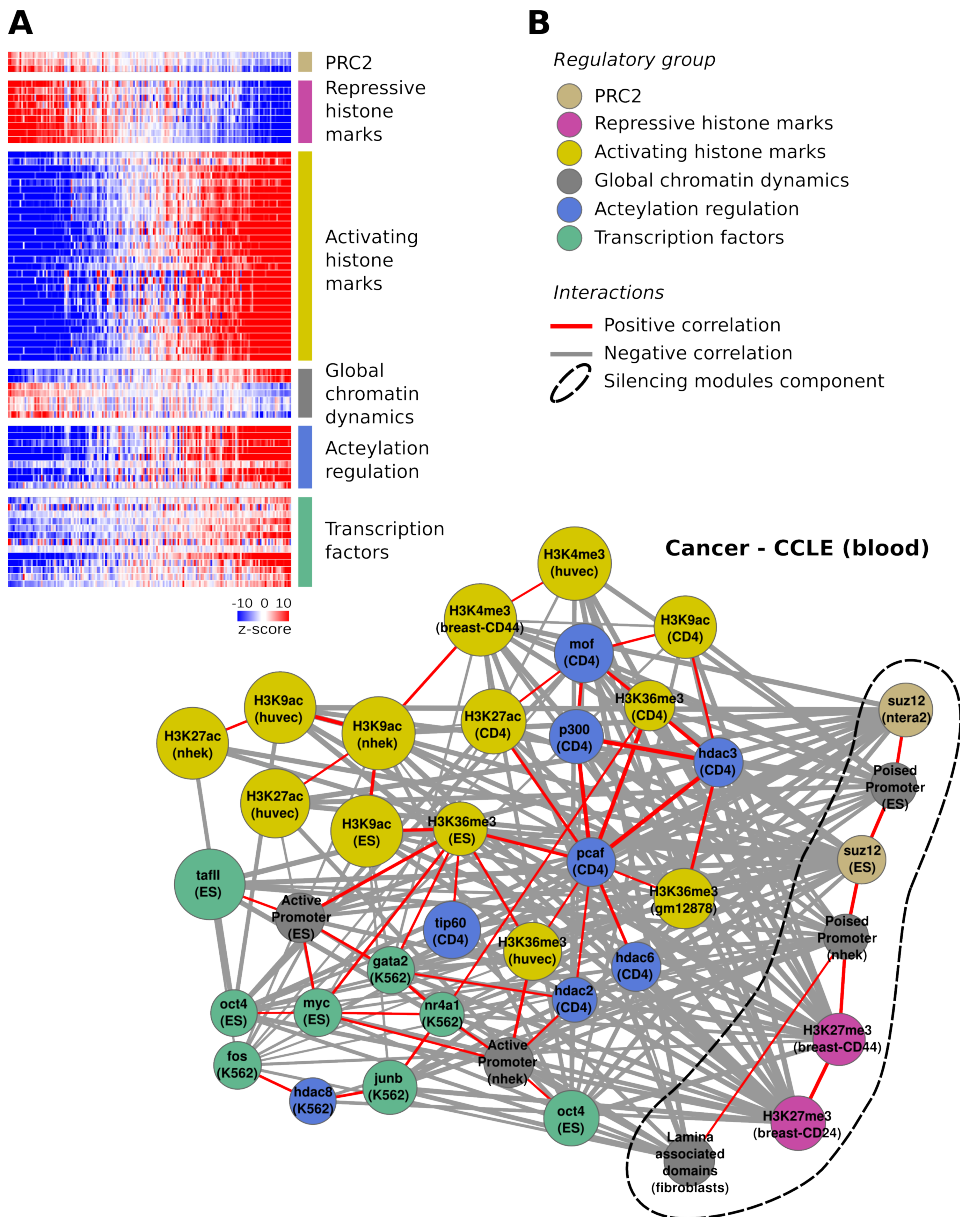 A
PRC2
Repressive
histone
marks
Activating
histone
marks
Global
chromatin
dynamics
Acteylation
regulation
Transcription
factors
-10 0 10
z-score
B
Regulatory group
PRC2
Repressive histone marks
Activating histone marks
Global chromatin dynamics
Acteylation regulation
Transcription factors
Interactions
Positive correlation
Negative correlation
Silencing modules component
Cancer - CCLE (blood)
H3K4me3
(huvec)
H3K4me3
(breast-CD44)
H3K9ac
(CD4)
mof
(CD4)
H3K9ac
(huvec)
H3K27ac
(nhek)
H3K9ac
(nhek)
H3K27ac
(CD4)
H3K36me3
(CD4)
p300
(CD4)
hdac3
(CD4)
suz12
(ntera2)
Poised
Promoter
(ES)
H3K27ac
(huvec)
H3K9ac
(ES)
H3K36me3
(ES)
pcaf
(CD4)
suz12
(ES)
tafII
(ES)
Active
Promoter
(ES)
H3K36me3
(gm12878)
tip60
(CD4)
H3K36me3
(huvec)
Poised
Promoter
(nhek)
gata2
(K562)
hdac6
(CD4)
oct4
(ES)
myc
(ES)
nr4a1
(K562)
hdac2
(CD4)
H3K27me3
(breast-CD44)
fos
(K562)
Active
Promoter
(nhek)
hdac8
(K562)
junb
(K562)
oct4
(ES)
H3K27me3
(breast-CD24)
Lamina
associated
domains
(fibroblasts)